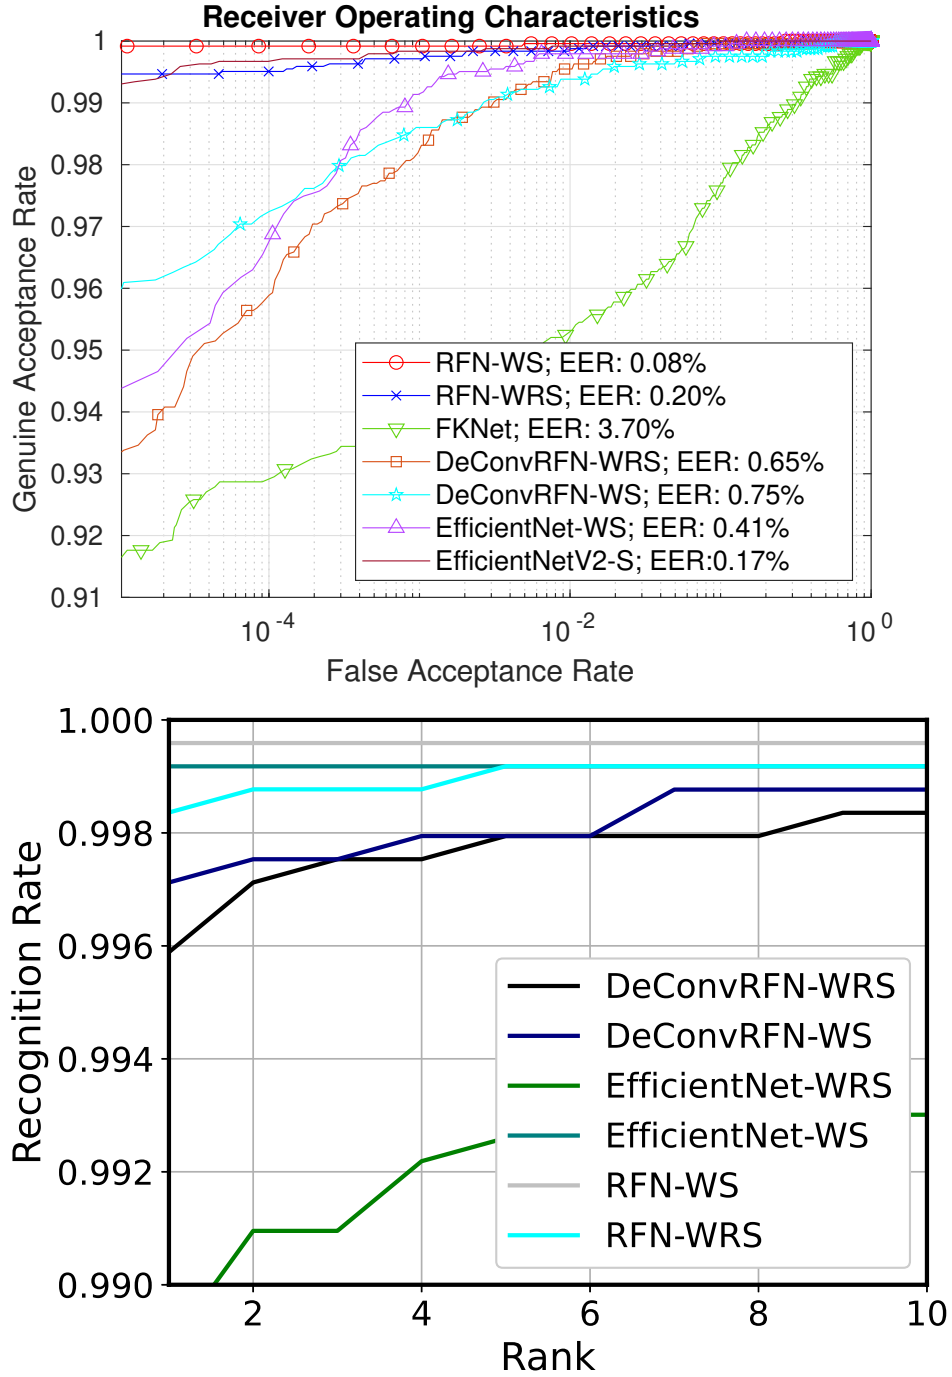 Receiver Operating Characteristics
1
0.99
0.98
0.97
0.96
0.95
0.94
0.93
0.92
0.91
Genuine Acceptance Rate
RFN-WS; EER: 0.08%
RFN-WRS; EER: 0.20%
FKNet; EER: 3.70%
DeConvRFN-WRS; EER: 0.65%
DeConvRFN-WS; EER: 0.75%
EfficientNet-WS; EER: 0.41%
EfficientNetV2-S; EER:0.17%
10^-4 10^-2 10^0
False Acceptance Rate
1.000
0.998
0.996
0.994
0.992
0.990
Recognition Rate
DeConvRFN-WRS
DeConvRFN-WS
EfficientNet-WRS
EfficientNet-WS
RFN-WS
RFN-WRS
2 4 6 8 10
Rank